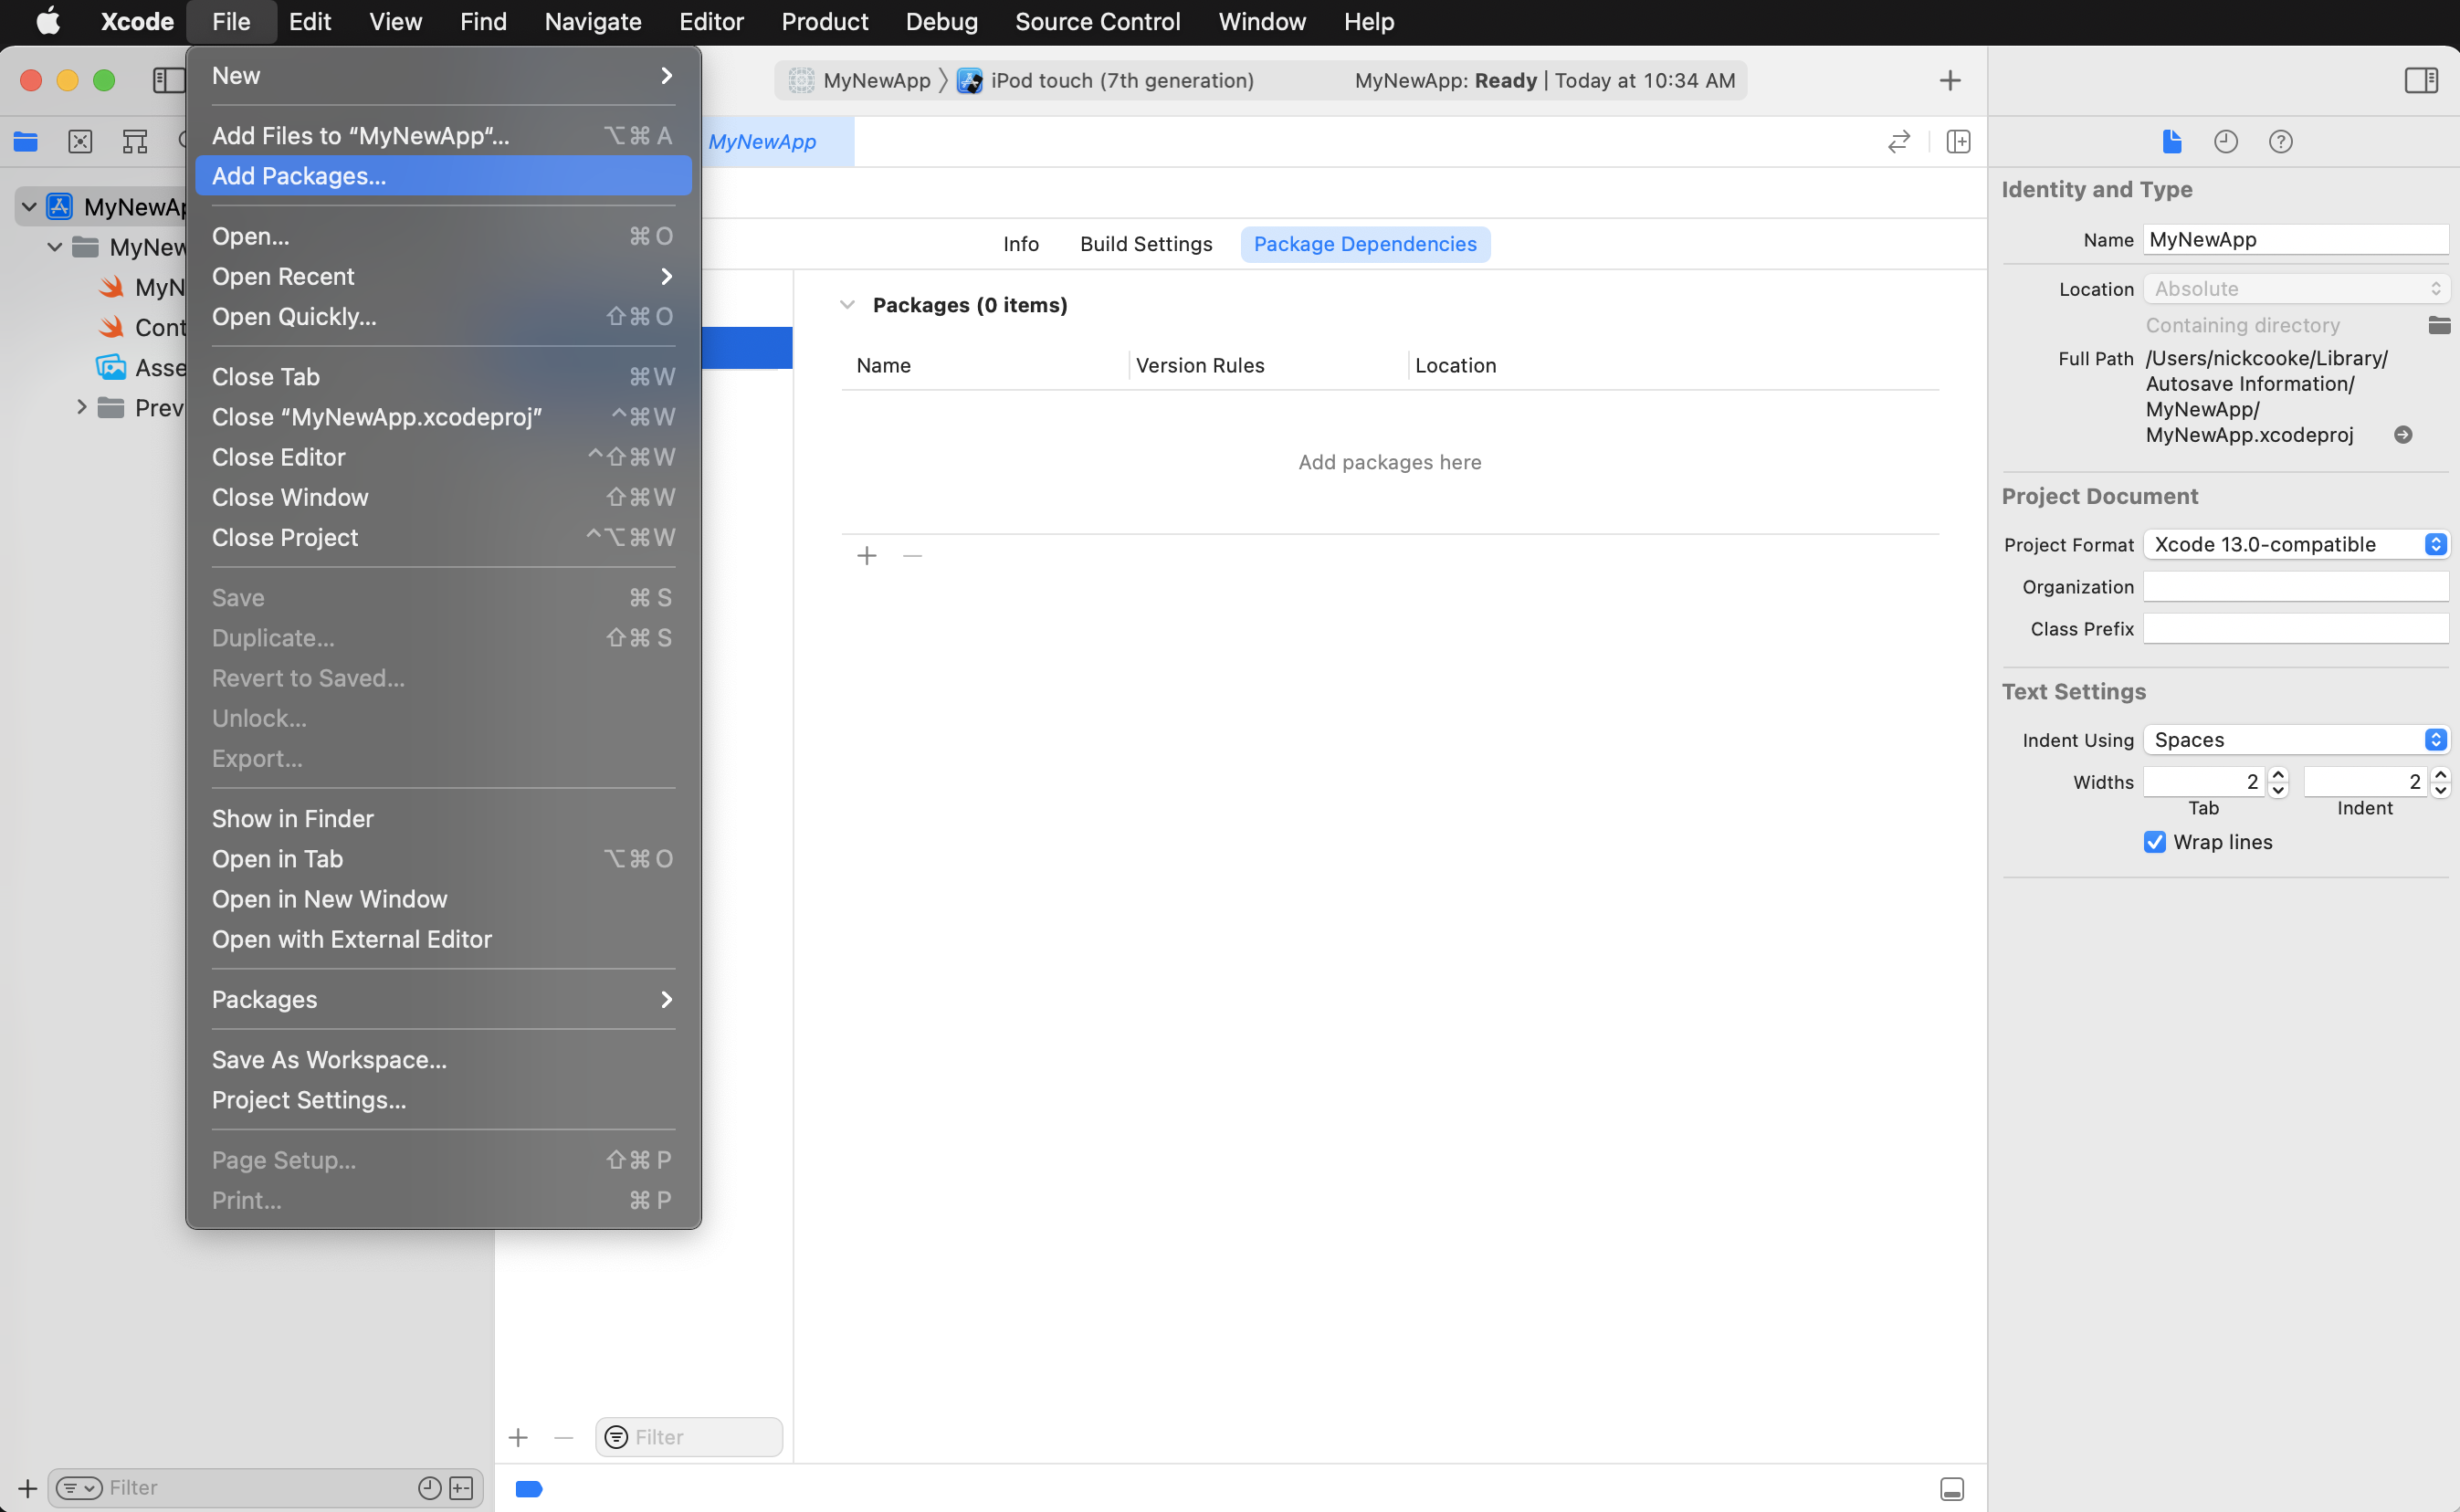 Xcode File Edit View Find Navigate Editor Product Debug Source Control Window Help
MyNewApp iPod touch (7th generation) MyNewApp: Ready | Today at 10:34 AM
MyNewApp
New
Add Files to “MyNewApp“... ⌥⌘A
Add Packages...
Open... ⌘O
Open Recent
Open Quickly... ⇧⌘O
Close Tab ⌘W
Close “MyNewApp.xcodeproj” ^⌘W
Close Editor ^⇧⌘W
Close Window ⇧⌘W
Close Project ^⌥⌘W
Save ⌘S
Duplicate... ⇧⌘S
Revert to Saved...
Unlock...
Export...
Show in Finder
Open in Tab ⌥⌘O
Open in New Window
Open with External Editor
Packages
Save As Workspace...
Project Settings...
Page Setup... ⇧⌘P
Print... ⌘P
MyNewAp
MyNew
MyN
Cont
Asse
Prev
Filter
Info Build Settings Package Dependencies
Packages (0 items)
Name Version Rules Location
Add packages here
Filter
Identity and Type
Name MyNewApp
Location Absolute
Containing directory
Full Path /Users/nickcooke/Library/
Autosave Information/
MyNewApp/
MyNewApp.xcodeproj
Project Document
Project Format Xcode 13.0-compatible
Organization
Class Prefix
Text Settings
Indent Using Spaces
Widths 2 2
Tab Indent
Wrap lines